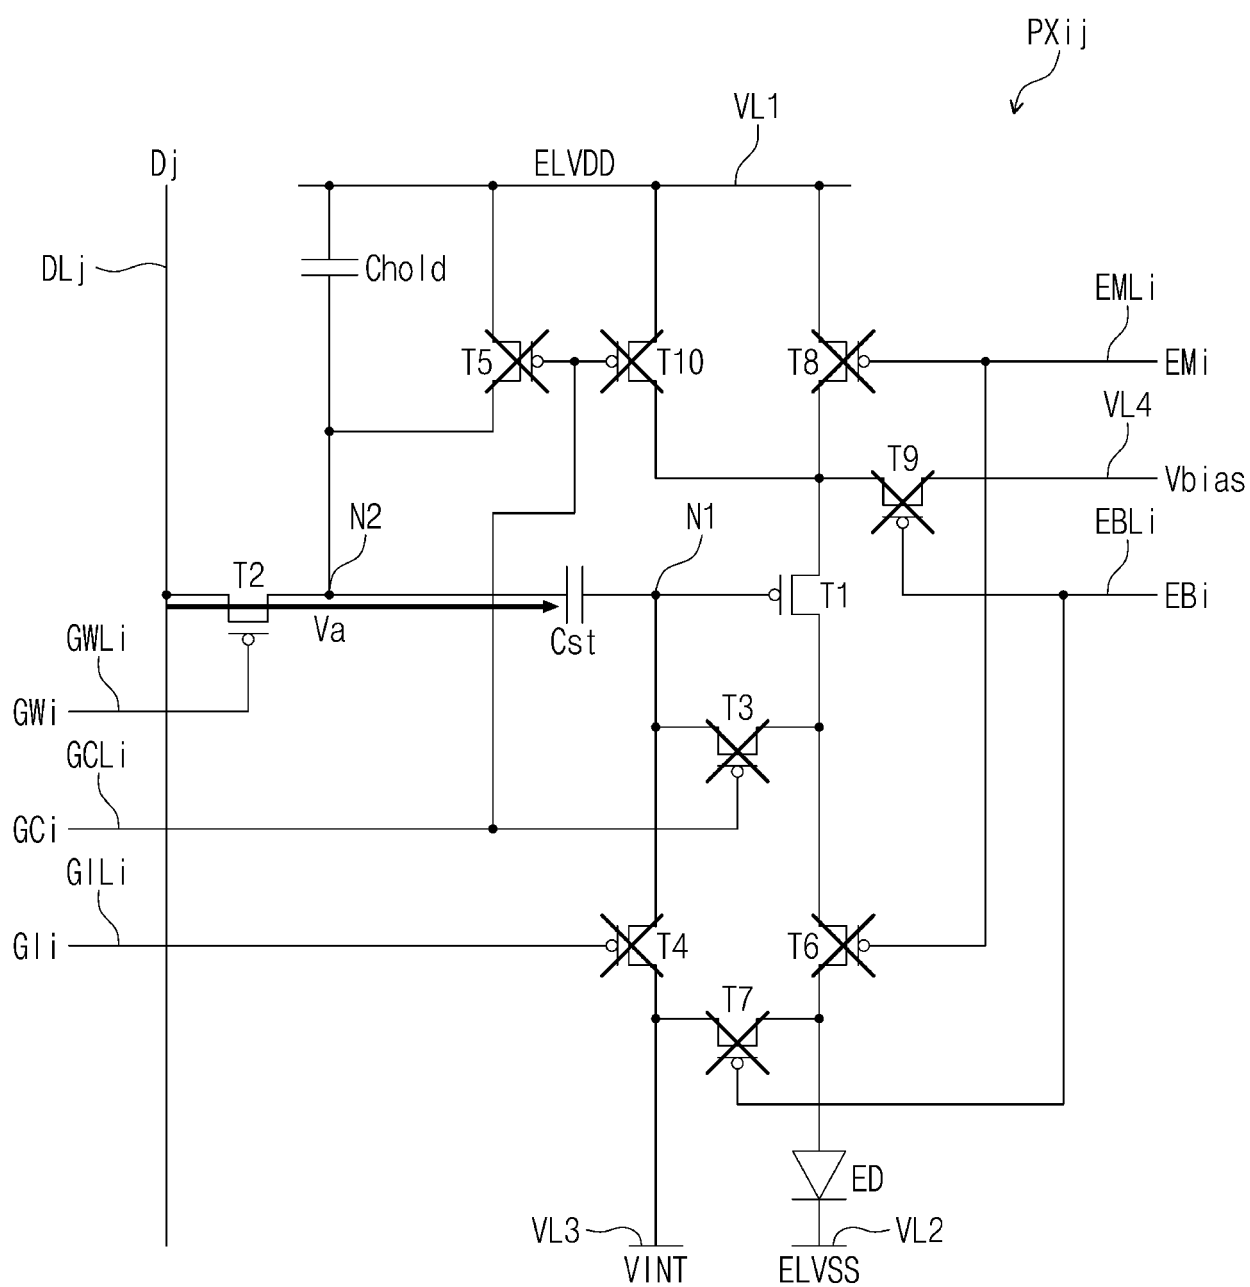 PXij
VL1
Dj
ELVDD
DLj
Chold
EMLi
T5
T10
T8
EMi
VL4
T9
Vbias
N2
N1
EBLi
T2
T1
EBi
Va
Cst
GWLi
GWi
T3
GCLi
GCi
GILi
GIi
T4
T6
T7
ED
VL3
VL2
VINT
ELVSS